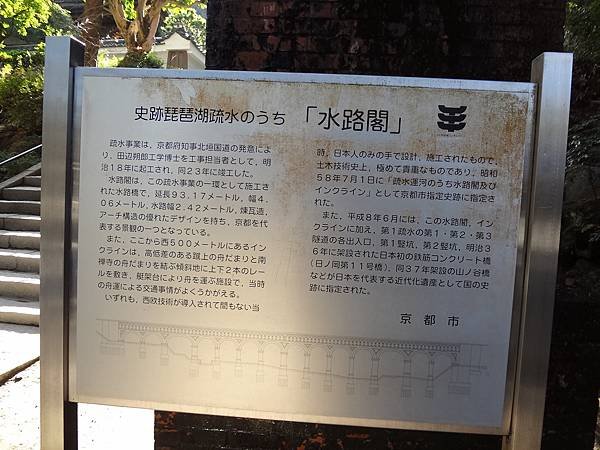 史跡琵琶湖疏水のうち 「水路閣」
疏水事業は、京都府知事北垣国道の発意によ
り、田辺朔郎工学博士を工事担当者として、明
治18年に起工され、同23年に竣工した。
水路閣は、この疏水事業の一環として施工さ
れた水路橋で、延長93.17メートル、幅4.
06メートル、水路幅2.42メートル、煉瓦造、
アーチ構造の優れたデザインを持ち、京都を代
表する景観の一つとなっている。
また、ここから西500メートルにあるイン
クラインは、高低差のある蹴上の舟だまりと南
禅寺の舟だまりを結ぶ傾斜地に上下2本のレー
ルを敷き、艇架台により舟を運ぶ施設で、当時
の舟運による交通事情がよくうかがえる。
いずれも、西欧技術が導入されて間もない当
時、日本人のみの手で設計、施工されたもので、
土木技術史上、極めて貴重なものであり、昭和
58年7月1日に「疏水運河のうち水路閣及び
インクライン」として京都市指定史跡に指定さ
れた。
また、平成8年6月には、この水路閣、イン
クラインに加え、第1疏水の第1・第2・第3
隧道の各出入口、第1竪坑、第2竪坑、明治3
6年に架設された日本初の鉄筋コンクリート橋
(日ノ岡第11号橋)、同37年架設の山ノ谷橋
などが日本を代表する近代化遺産として国の史
跡に指定された。
京都市